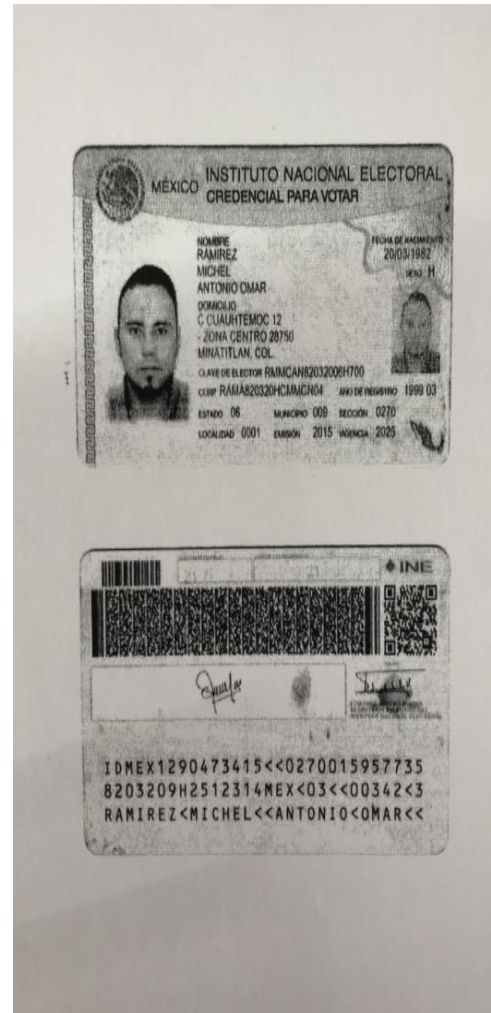 MÉXICO INSTITUTO NACIONAL ELECTORAL
CREDENCIAL PARA VOTAR
NOMBRE
RAMIREZ
MICHEL
ANTONIO OMAR
FECHA DE NACIMIENTO
20/03/1982
SEXO H
DOMICILIO
C CUAUHTEMOC 12
- ZONA CENTRO 28750
MINATITLAN, COL.
CLAVE DE ELECTOR RMMCAN82032006H700
CURP RAMA820320HCMMCN04 AÑO DE REGISTRO 1999 03
ESTADO 06 MUNICIPIO 009 SECCIÓN 0270
LOCALIDAD 0001 EMISIÓN 2015 VIGENCIA 2025
INE
IDMEX1290473415<<0270015957735
8203209H2512314MEX<03<<00342<3
RAMIREZ<MICHEL<<ANTONIO<OMAR<<